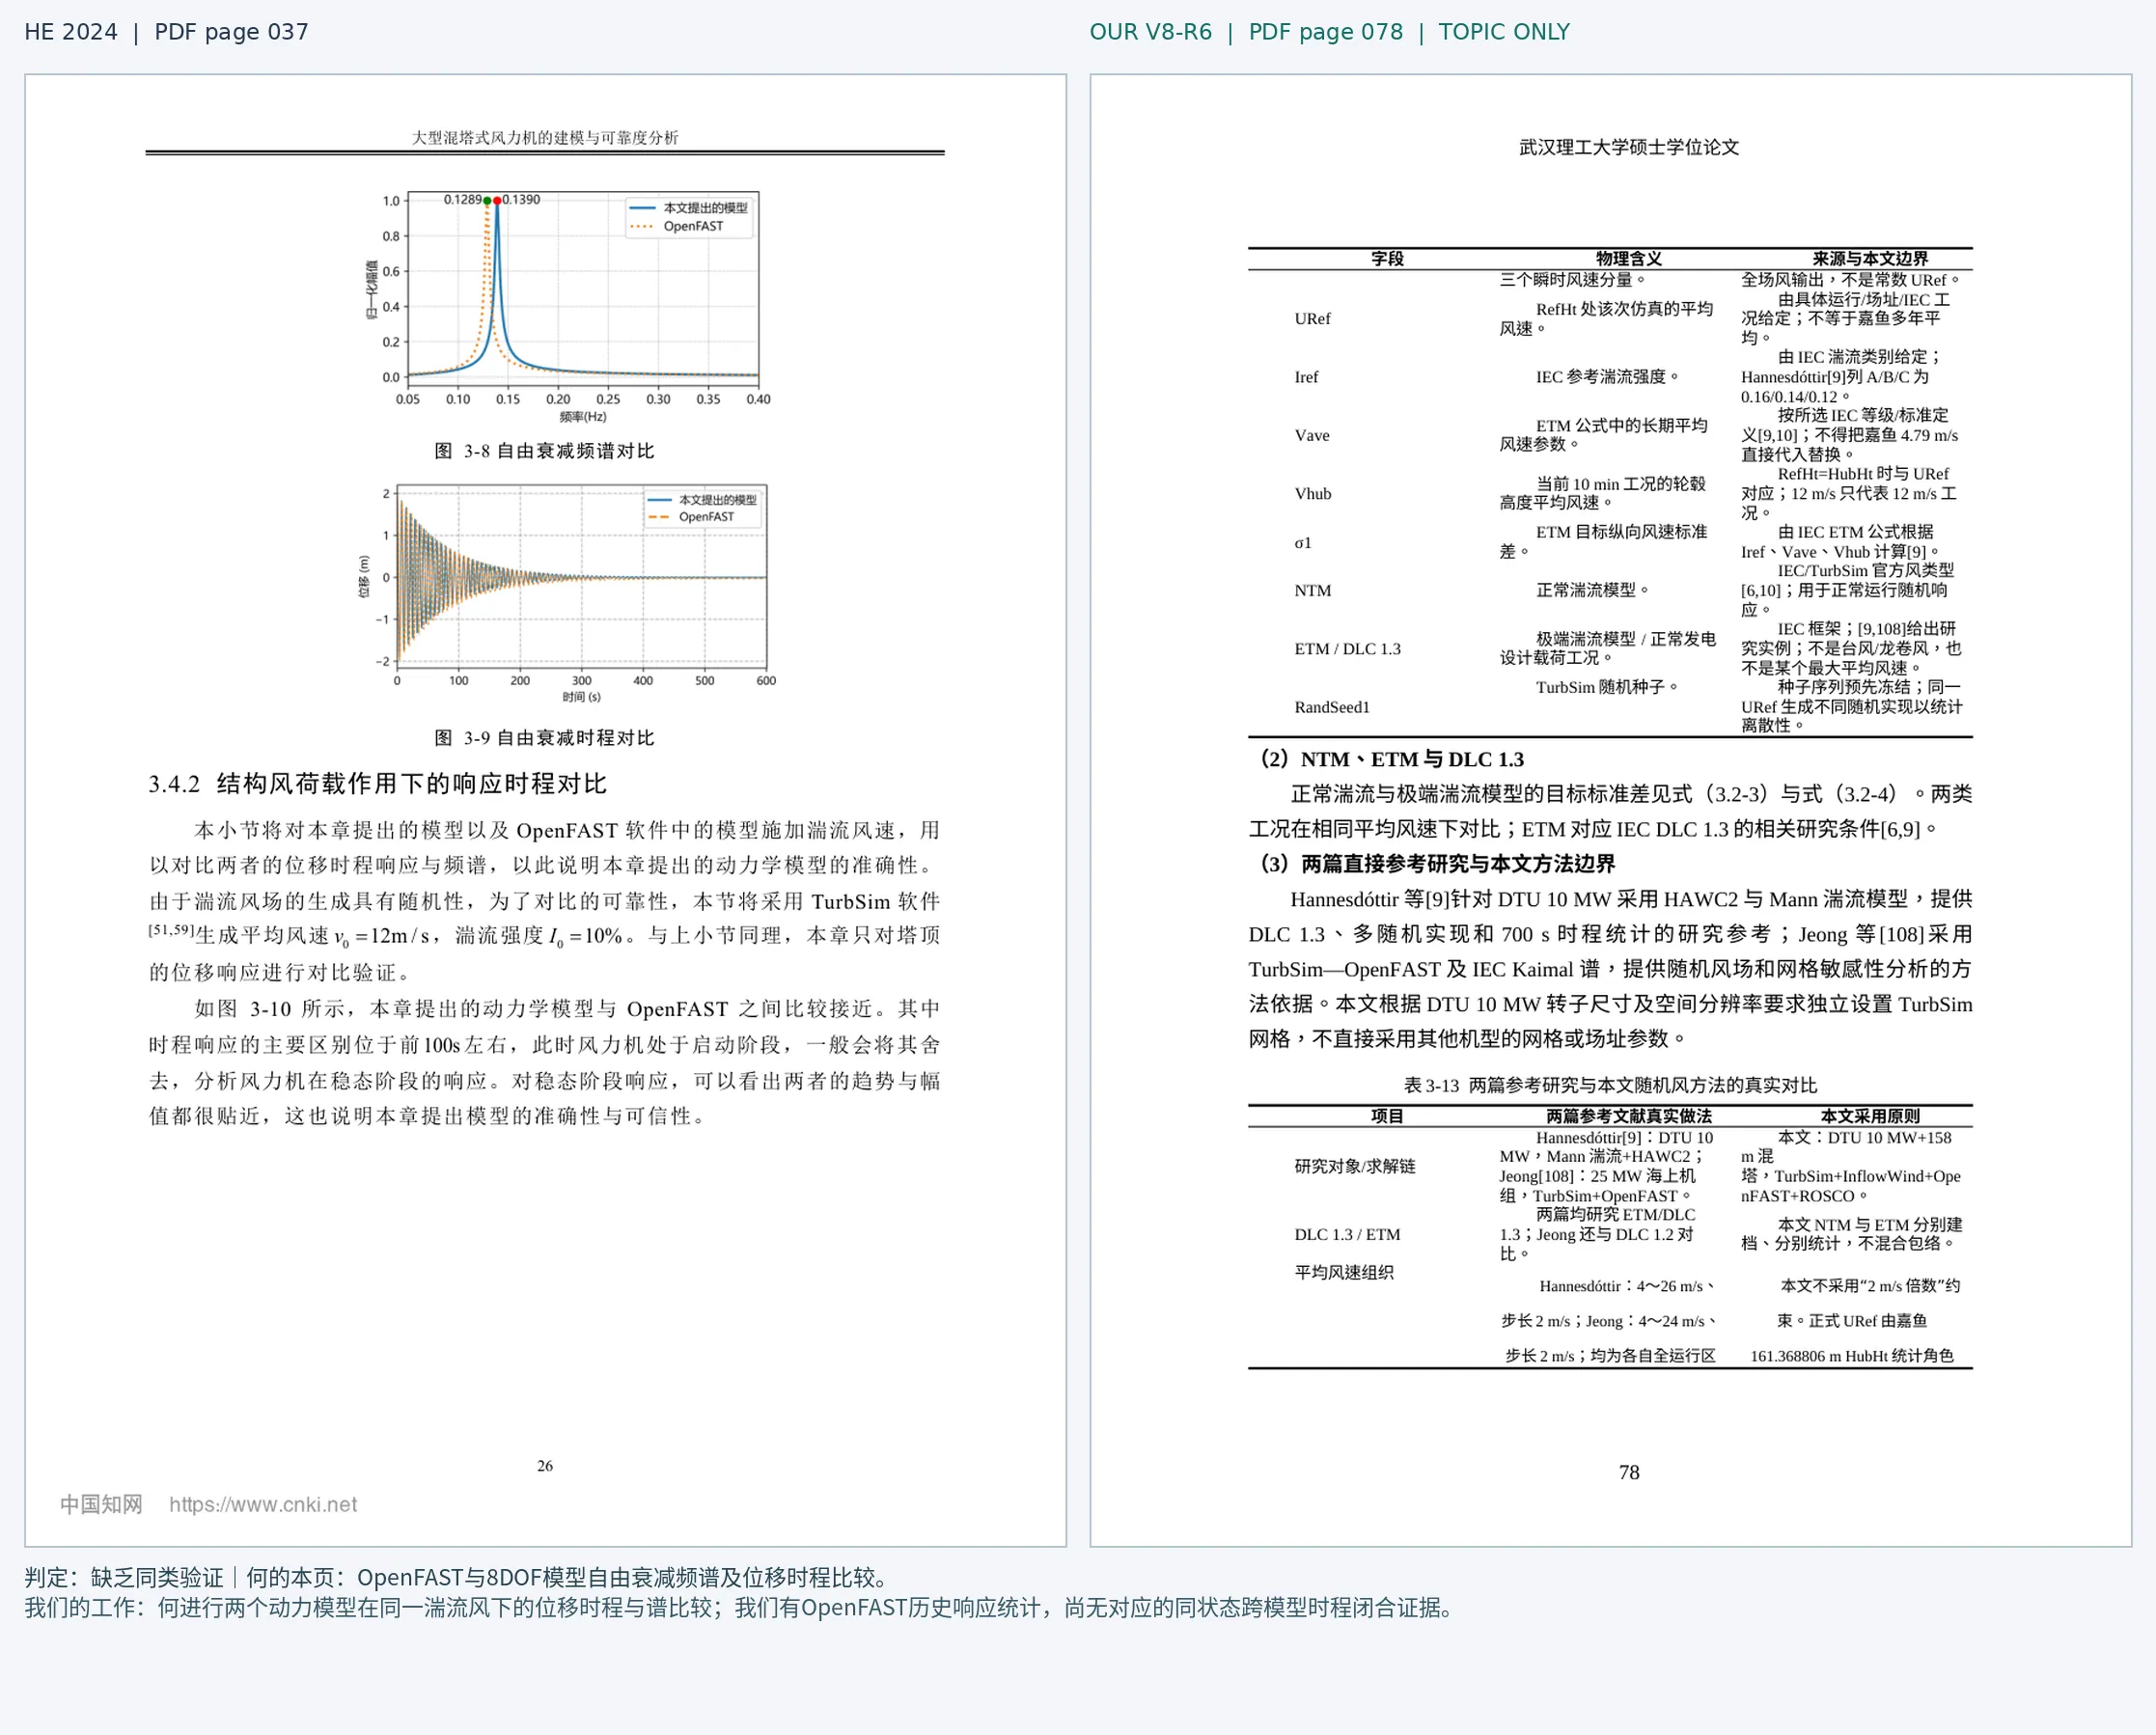 HE 2024 | PDF page 037
大型混塔式风力机的建模与可靠度分析
0.1289
0.1390
本文提出的模型
OpenFAST
1.0
0.8
0.6
0.4
0.2
0.0
归一化幅值
0.05 0.10 0.15 0.20 0.25 0.30 0.35 0.40
频率(Hz)
图 3-8 自由衰减频谱对比
本文提出的模型
OpenFAST
2
1
0
−1
−2
位移 (m)
0 100 200 300 400 500 600
时间 (s)
图 3-9 自由衰减时程对比
3.4.2 结构风荷载作用下的响应时程对比
本小节将对本章提出的模型以及 OpenFAST 软件中的模型施加湍流风速，用
以对比两者的位移时程响应与频谱，以此说明本章提出的动力学模型的准确性。
由于湍流风场的生成具有随机性，为了对比的可靠性，本节将采用 TurbSim 软件
[51,59]生成平均风速 v0 =12m/s，湍流强度 I0 =10%。与上小节同理，本章只对塔顶
的位移响应进行对比验证。
如图 3-10 所示，本章提出的动力学模型与 OpenFAST 之间比较接近。其中
时程响应的主要区别位于前100s左右，此时风力机处于启动阶段，一般会将其舍
去，分析风力机在稳态阶段的响应。对稳态阶段响应，可以看出两者的趋势与幅
值都很贴近，这也说明本章提出模型的准确性与可信性。
26
中国知网 https://www.cnki.net
OUR V8-R6 | PDF page 078 | TOPIC ONLY
武汉理工大学硕士学位论文
字段 物理含义 来源与本文边界
三个瞬时风速分量。 全场风输出，不是常数 URef。
URef
RefHt 处该次仿真的平均
风速。
由具体运行/场址/IEC 工
况给定；不等于嘉鱼多年平
均。
Iref
IEC 参考湍流强度。
由 IEC 湍流类别给定；
Hannesdóttir[9]列 A/B/C 为
0.16/0.14/0.12。
Vave
ETM 公式中的长期平均
风速参数。
按所选 IEC 等级/标准定
义[9,10]；不得把嘉鱼 4.79 m/s
直接代入替换。
Vhub
当前 10 min 工况的轮毂
高度平均风速。
RefHt=HubHt 时与 URef
对应；12 m/s 只代表 12 m/s 工
况。
σ1
ETM 目标纵向风速标准
差。
由 IEC ETM 公式根据
Iref、Vave、Vhub 计算[9]。
NTM
正常湍流模型。
IEC/TurbSim 官方风类型
[6,10]；用于正常运行随机响
应。
ETM / DLC 1.3
极端湍流模型 / 正常发电
设计载荷工况。
IEC 框架；[9,108]给出研
究实例；不是台风/龙卷风，也
不是某个最大平均风速。
RandSeed1
TurbSim 随机种子。
种子序列预先冻结；同一
URef 生成不同随机实现以统计
离散性。
（2）NTM、ETM 与 DLC 1.3
正常湍流与极端湍流模型的目标标准差见式（3.2-3）与式（3.2-4）。两类
工况在相同平均风速下对比；ETM 对应 IEC DLC 1.3 的相关研究条件[6,9]。
（3）两篇直接参考研究与本文方法边界
Hannesdóttir 等[9]针对 DTU 10 MW 采用 HAWC2 与 Mann 湍流模型，提供
DLC 1.3、多随机实现和 700 s 时程统计的研究参考；Jeong 等[108]采用
TurbSim—OpenFAST 及 IEC Kaimal 谱，提供随机风场和网格敏感性分析的方
法依据。本文根据 DTU 10 MW 转子尺寸及空间分辨率要求独立设置 TurbSim
网格，不直接采用其他机型的网格或场址参数。
表 3-13 两篇参考研究与本文随机风方法的真实对比
项目 两篇参考文献真实做法 本文采用原则
研究对象/求解链
Hannesdóttir[9]：DTU 10
MW，Mann 湍流+HAWC2；
Jeong[108]：25 MW 海上机
组，TurbSim+OpenFAST。
本文：DTU 10 MW+158
m 混
塔，TurbSim+InflowWind+Ope
nFAST+ROSCO。
DLC 1.3 / ETM
两篇均研究 ETM/DLC
1.3；Jeong 还与 DLC 1.2 对
比。
本文 NTM 与 ETM 分别建
档、分别统计，不混合包络。
平均风速组织
Hannesdóttir：4～26 m/s、
步长 2 m/s；Jeong：4～24 m/s、
步长 2 m/s；均为各自全运行区
本文不采用“2 m/s 倍数”约
束。正式 URef 由嘉鱼
161.368806 m HubHt 统计角色
78
判定：缺乏同类验证｜何的本页：OpenFAST与8DOF模型自由衰减频谱及位移时程比较。
我们的工作：何进行两个动力模型在同一湍流风下的位移时程与谱比较；我们有OpenFAST历史响应统计，尚无对应的同状态跨模型时程闭合证据。